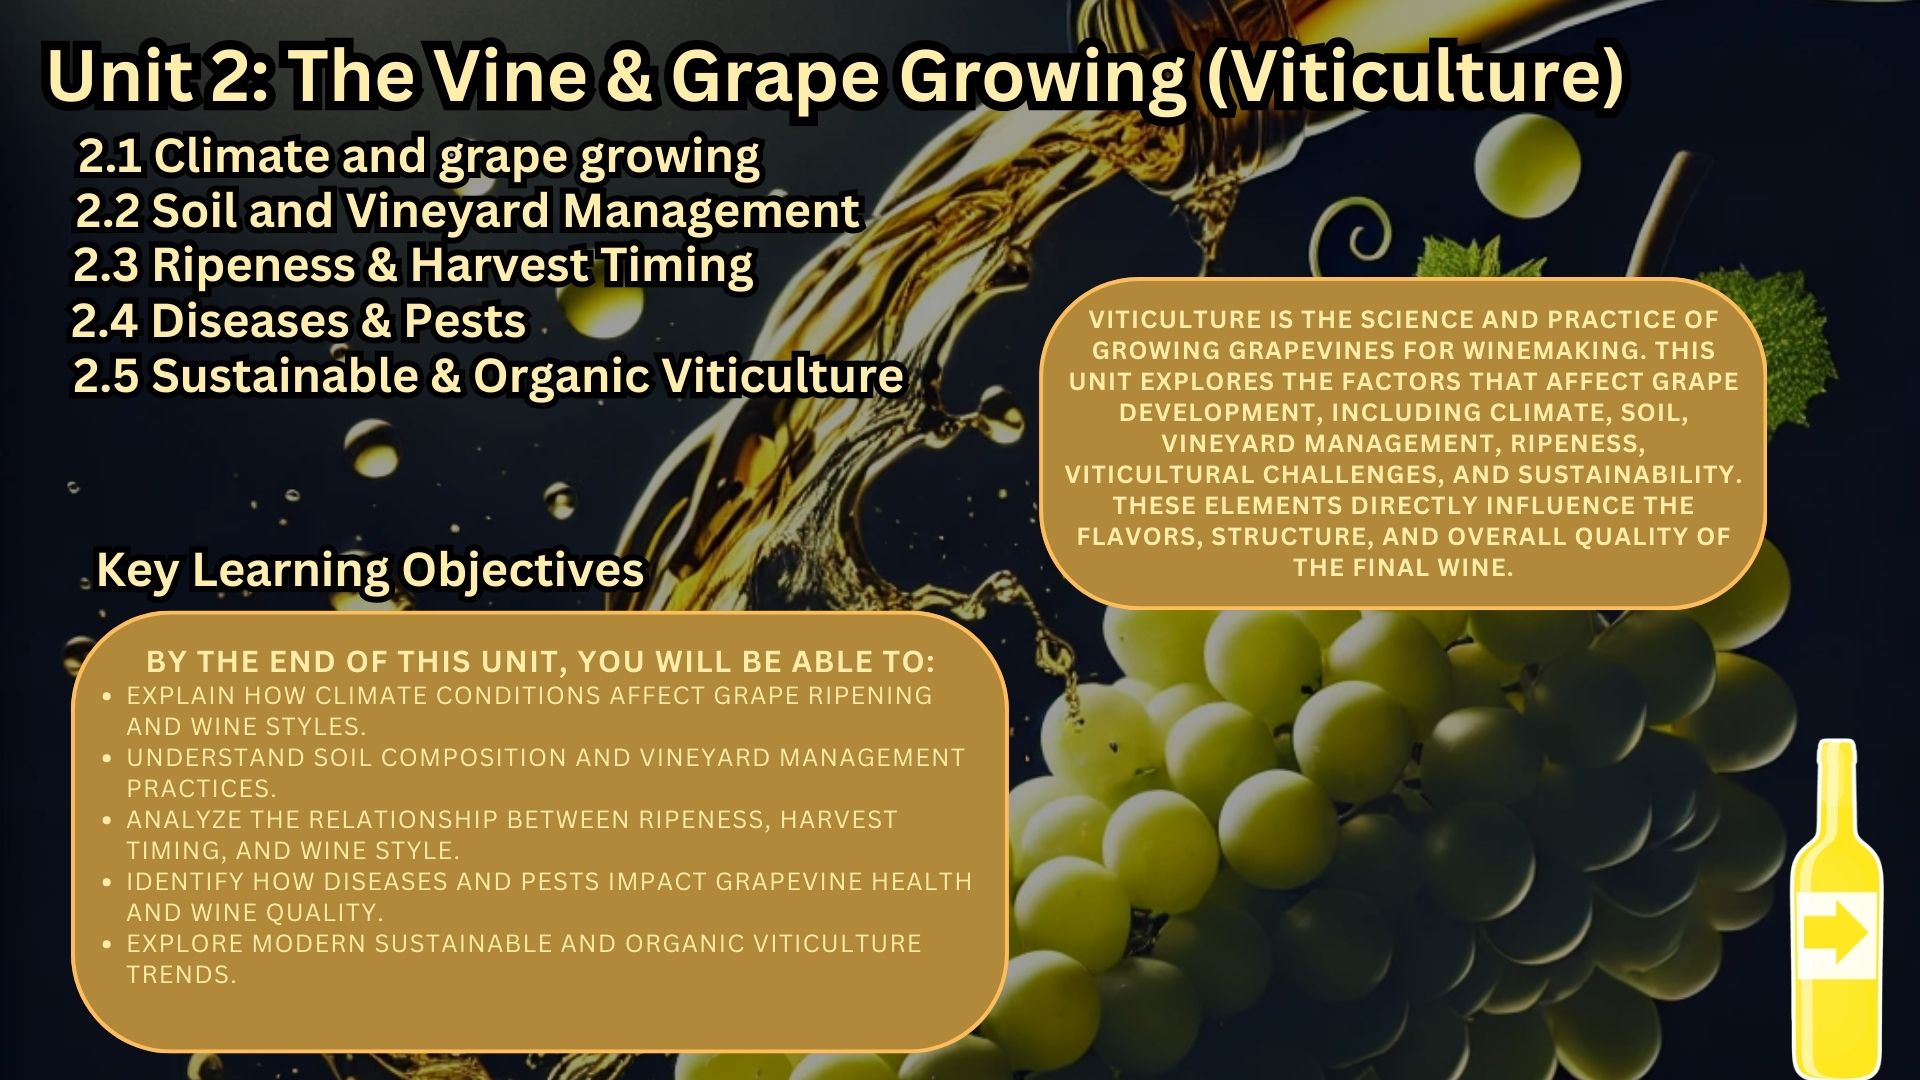 Unit 2: The Vine & Grape Growing (Viticulture)
2.1 Climate and grape growing
2.2 Soil and Vineyard Management
2.3 Ripeness & Harvest Timing
2.4 Diseases & Pests
2.5 Sustainable & Organic Viticulture
VITICULTURE IS THE SCIENCE AND PRACTICE OF
GROWING GRAPEVINES FOR WINEMAKING. THIS
UNIT EXPLORES THE FACTORS THAT AFFECT GRAPE
DEVELOPMENT, INCLUDING CLIMATE, SOIL,
VINEYARD MANAGEMENT, RIPENESS,
VITICULTURAL CHALLENGES, AND SUSTAINABILITY.
THESE ELEMENTS DIRECTLY INFLUENCE THE
FLAVORS, STRUCTURE, AND OVERALL QUALITY OF
THE FINAL WINE.
Key Learning Objectives
BY THE END OF THIS UNIT, YOU WILL BE ABLE TO:
• EXPLAIN HOW CLIMATE CONDITIONS AFFECT GRAPE RIPENING
AND WINE STYLES.
• UNDERSTAND SOIL COMPOSITION AND VINEYARD MANAGEMENT
PRACTICES.
• ANALYZE THE RELATIONSHIP BETWEEN RIPENESS, HARVEST
TIMING, AND WINE STYLE.
• IDENTIFY HOW DISEASES AND PESTS IMPACT GRAPEVINE HEALTH
AND WINE QUALITY.
• EXPLORE MODERN SUSTAINABLE AND ORGANIC VITICULTURE
TRENDS.